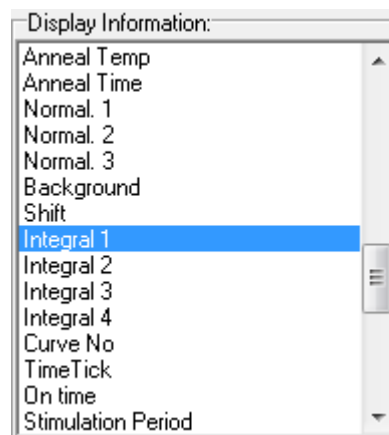 Display Information:
Anneal Temp
Anneal Time
Normal. 1
Normal. 2
Normal. 3
Background
Shift
Integral 1
Integral 2
Integral 3
Integral 4
Curve No
TimeTick
On time
Stimulation Period